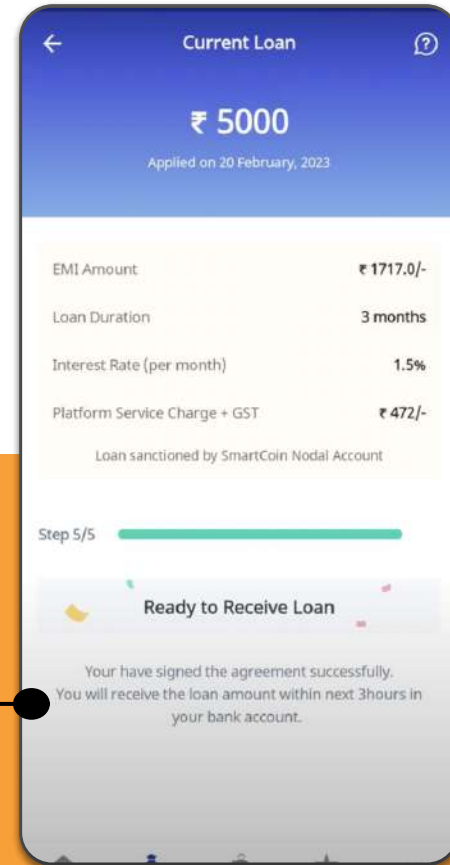 Current Loan
₹ 5000
Applied on 20 February, 2023
EMI Amount ₹ 1717.0/-
Loan Duration 3 months
Interest Rate (per month) 1.5%
Platform Service Charge + GST ₹ 472/-
Loan sanctioned by SmartCoin Nodal Account
Step 5/5
Ready to Receive Loan
Your have signed the agreement successfully.
You will receive the loan amount within next 3hours in
your bank account.